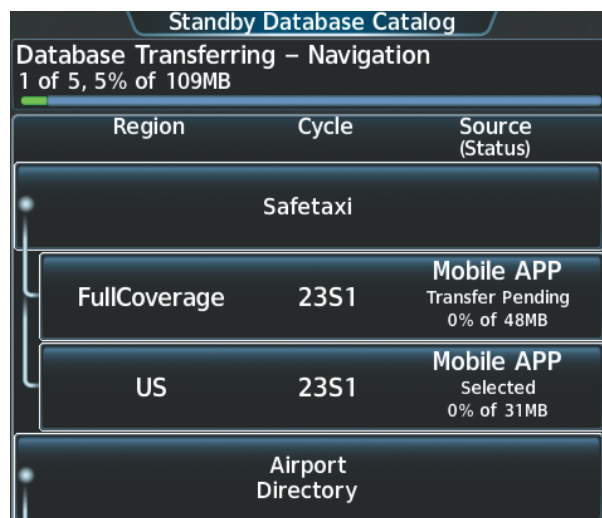 Standby Database Catalog
Database Transferring – Navigation
1 of 5, 5% of 109MB
Region Cycle Source
(Status)
Safetaxi
FullCoverage 23S1 Mobile APP
Transfer Pending
0% of 48MB
US 23S1 Mobile APP
Selected
0% of 31MB
Airport
Directory